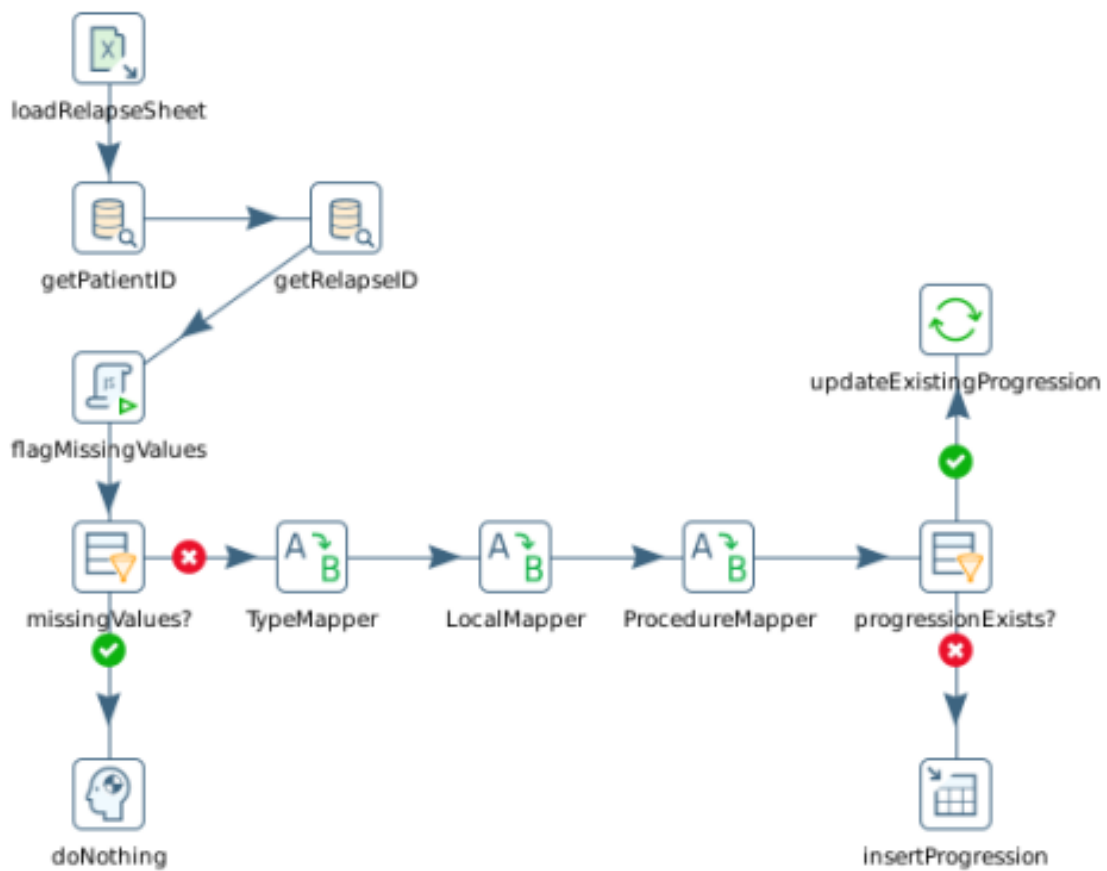 loadRelapseSheet
getPatientID
getRelapseID
updateExistingProgression
flagMissingValues
missingValues?
TypeMapper
LocalMapper
ProcedureMapper
progressionExists?
doNothing
insertProgression
X
A
B
A
B
A
B